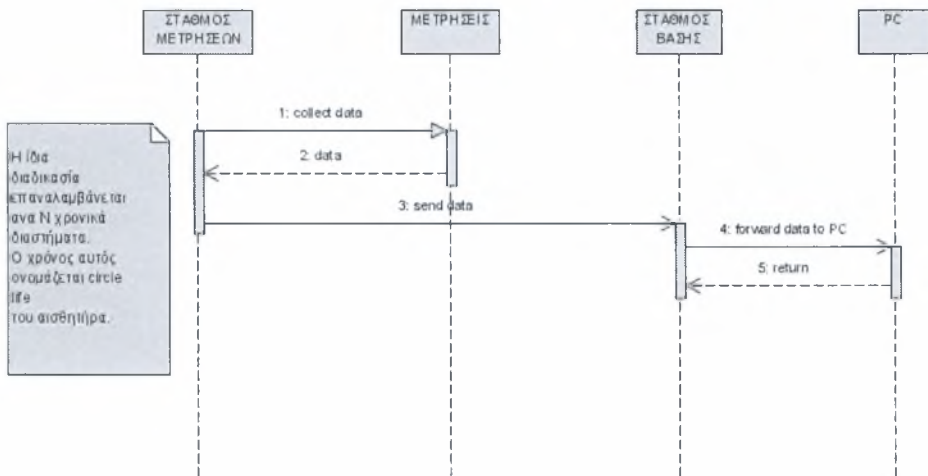 ΣΤΑΘΜΟΣ
ΜΕΤΡΗΣΕΩΝ
ΜΕΤΡΗΣΕΙΣ
ΣΤΑΘΜΟΣ
ΒΑΣΗΣ
PC
1: collect data
2: data
3: send data
4: forward data to PC
5: return
Η ίδια
διαδικασία
επαναλαμβάνεται
ανα Ν χρονικά
διαστήματα.
Ο χρόνος αυτός
ονομάζεται circle
life
του αισθητήρα.